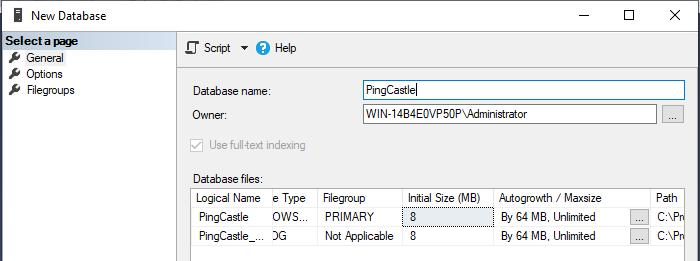 New Database
Select a page
General
Options
Filegroups
Script
Help
Database name:
PingCastle
Owner:
WIN-14B4E0VP50P\Administrator
...
Use full-text indexing
Database files:
Logical Name
e Type
Filegroup
Initial Size (MB)
Autogrowth / Maxsize
Path
PingCastle
OWS...
PRIMARY
8
By 64 MB, Unlimited
...
C:\Pro
PingCastle_...
OG
Not Applicable
8
By 64 MB, Unlimited
...
C:\Pro